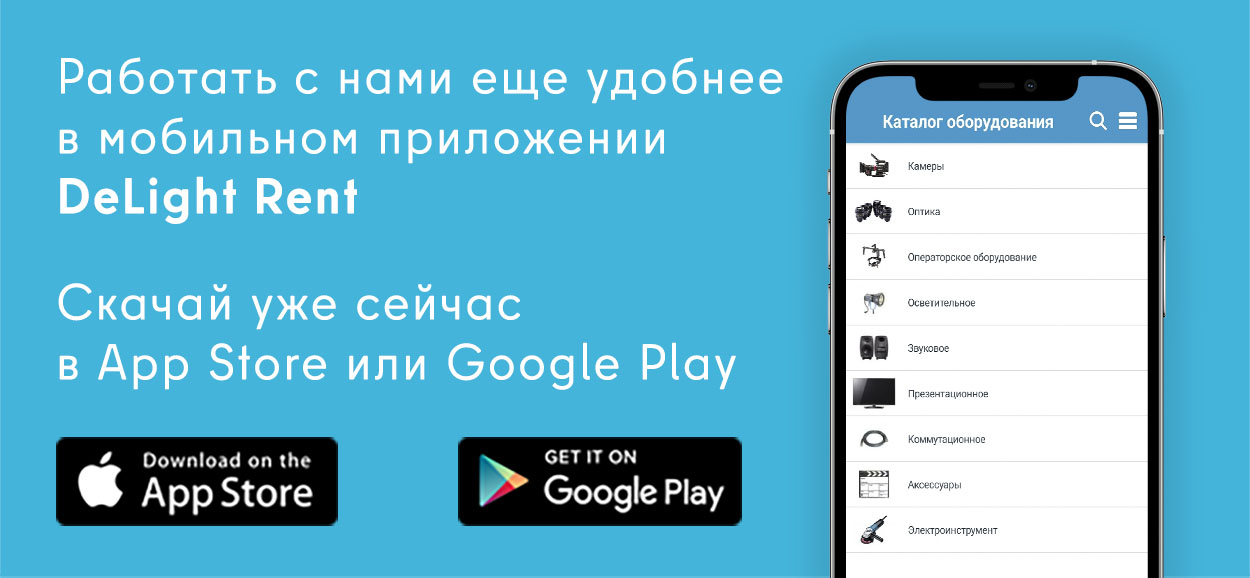 Работать с нами еще удобнее
в мобильном приложении
DeLight Rent
Скачай уже сейчас
в App Store или Google Play
Download on the
App Store
GET IT ON
Google Play
Каталог оборудования
Камеры
Оптика
Операторское оборудование
Осветительное
Звуковое
Презентационное
Коммутационное
Аксессуары
Электроинструмент